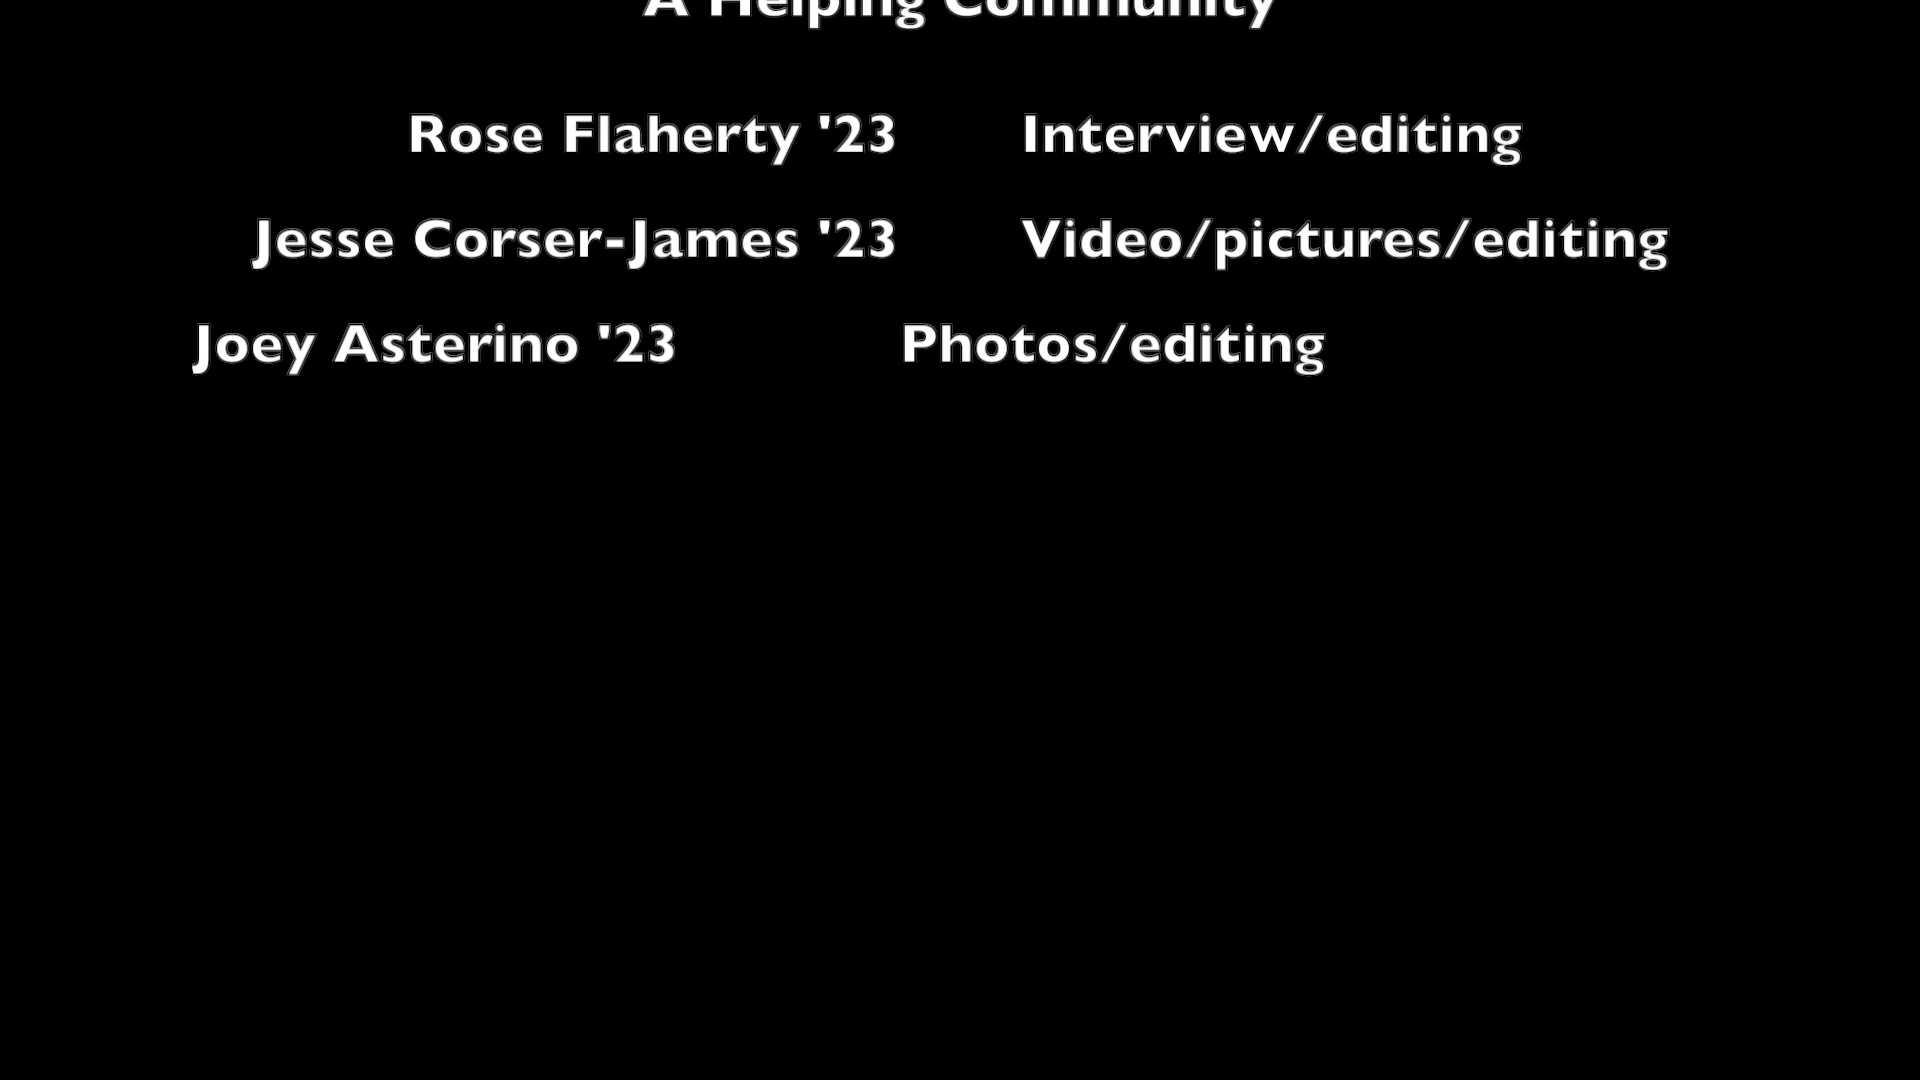 A Helping Community
Rose Flaherty '23 Interview/editing
Jesse Corser-James '23 Video/pictures/editing
Joey Asterino '23 Photos/editing